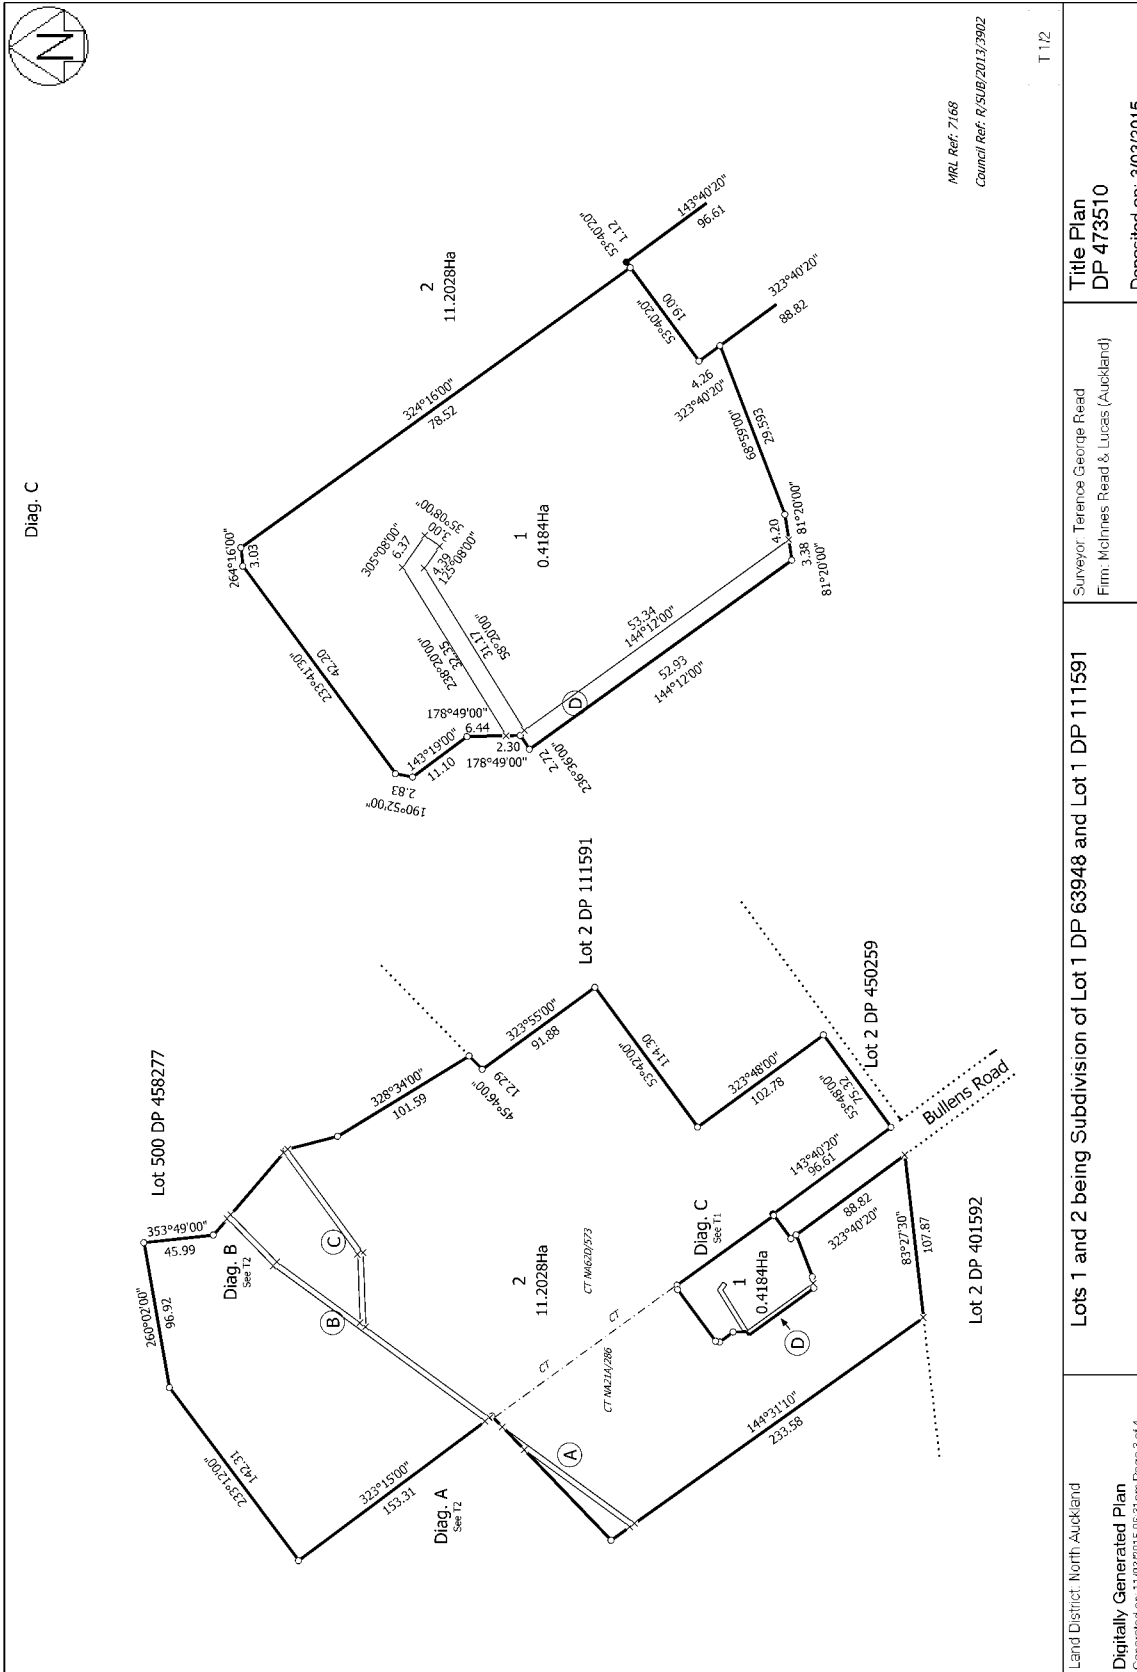 N
Diag. C
264°16'00"
3.03
233°41'30"
42.20
324°16'00"
78.52
2
11.2028Ha
53°40'20"
1.12
143°40'20"
96.61
53°40'20"
19.00
4.26
323°40'20"
323°40'20"
88.82
68°59'00"
29.593
4.20
81°20'00"
3.38
81°20'00"
1
0.4184Ha
305°08'00"
6.37
3.00
35°08'00"
4.39
125°08'00"
238°20'00"
32.35
31.17
58°20'00"
53.34
144°12'00"
52.93
144°12'00"
D
178°49'00"
6.44
143°19'00"
11.10
2.83
190°52'00"
2.30
178°49'00"
2.72
236°36'00"
MRL Ref: 7168
Council Ref: R/SUB/2013/3902
T 1/2
Lot 500 DP 458277
353°49'00"
45.99
260°02'00"
96.92
233°12'00"
142.31
323°15'00"
153.31
Diag. A
See T2
Diag. B
See T2
328°34'00"
101.59
45°46'00"
12.29
323°55'00"
91.88
Lot 2 DP 111591
53°42'00"
114.30
323°48'00"
102.78
53°48'00"
75.32
Lot 2 DP 450259
Bullens Road
143°40'20"
96.61
88.82
323°40'20"
83°27'30"
107.87
Lot 2 DP 401592
144°31'10"
233.58
A
B
C
D
2
11.2028Ha
CT NA62D/573
CT NA21A/286
CT
CT
Diag. C
See T1
1
0.4184Ha
Land District: North Auckland
Digitally Generated Plan
Lots 1 and 2 being Subdivision of Lot 1 DP 63948 and Lot 1 DP 111591
Surveyor: Terence George Read
Firm: McInnes Read & Lucas (Auckland)
Title Plan
DP 473510
Deposited on: 3/03/2015